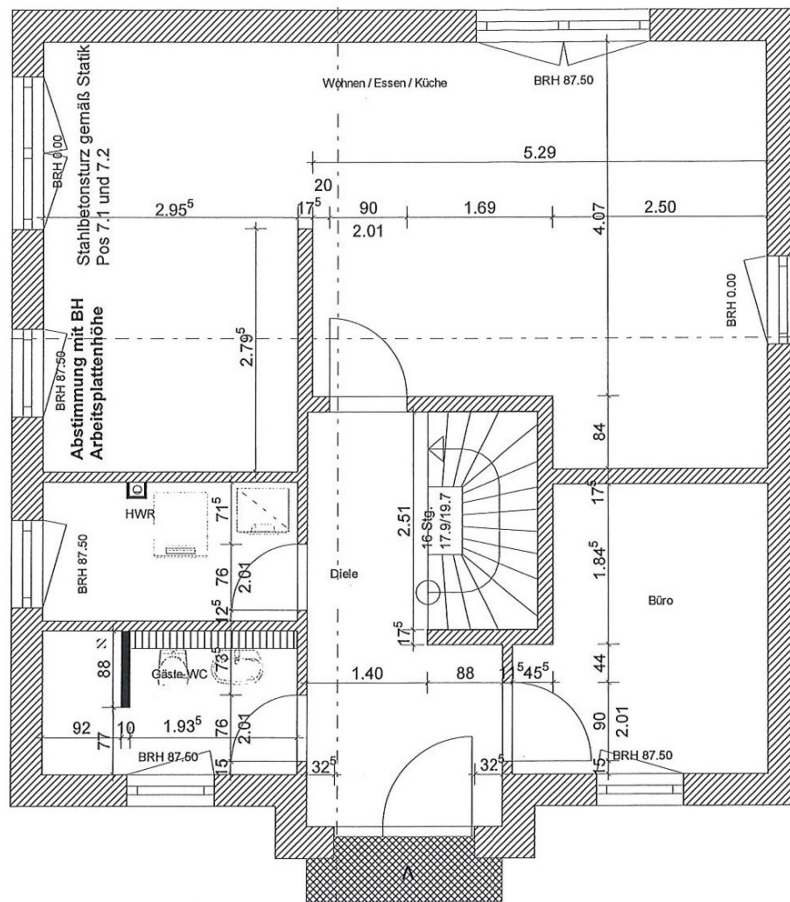 BRH 87.50
Wohnen / Essen / Küche
BRH 0.00
Stahlbetonsturz gemäß Statik
Pos 7.1 und 7.2
5.29
20
2.95⁵
17⁵
90
2.01
1.69
4.07
2.50
BRH 0.00
2.79⁵
BRH 87.50
Abstimmung mit BH
Arbeitsplattenhöhe
84
HWR
71⁵
2.51
16 Stg.
17.9/19.7
17⁵
BRH 87.50
76
2.01
Diele
1.84⁵
Büro
12⁵
17⁵
88
73⁵
Gäste-WC
1.40
88
11⁵
45⁵
44
92
10
1.93⁵
77
76
2.01
90
2.01
BRH 87.50
15
32⁵
32⁵
15
BRH 87.50